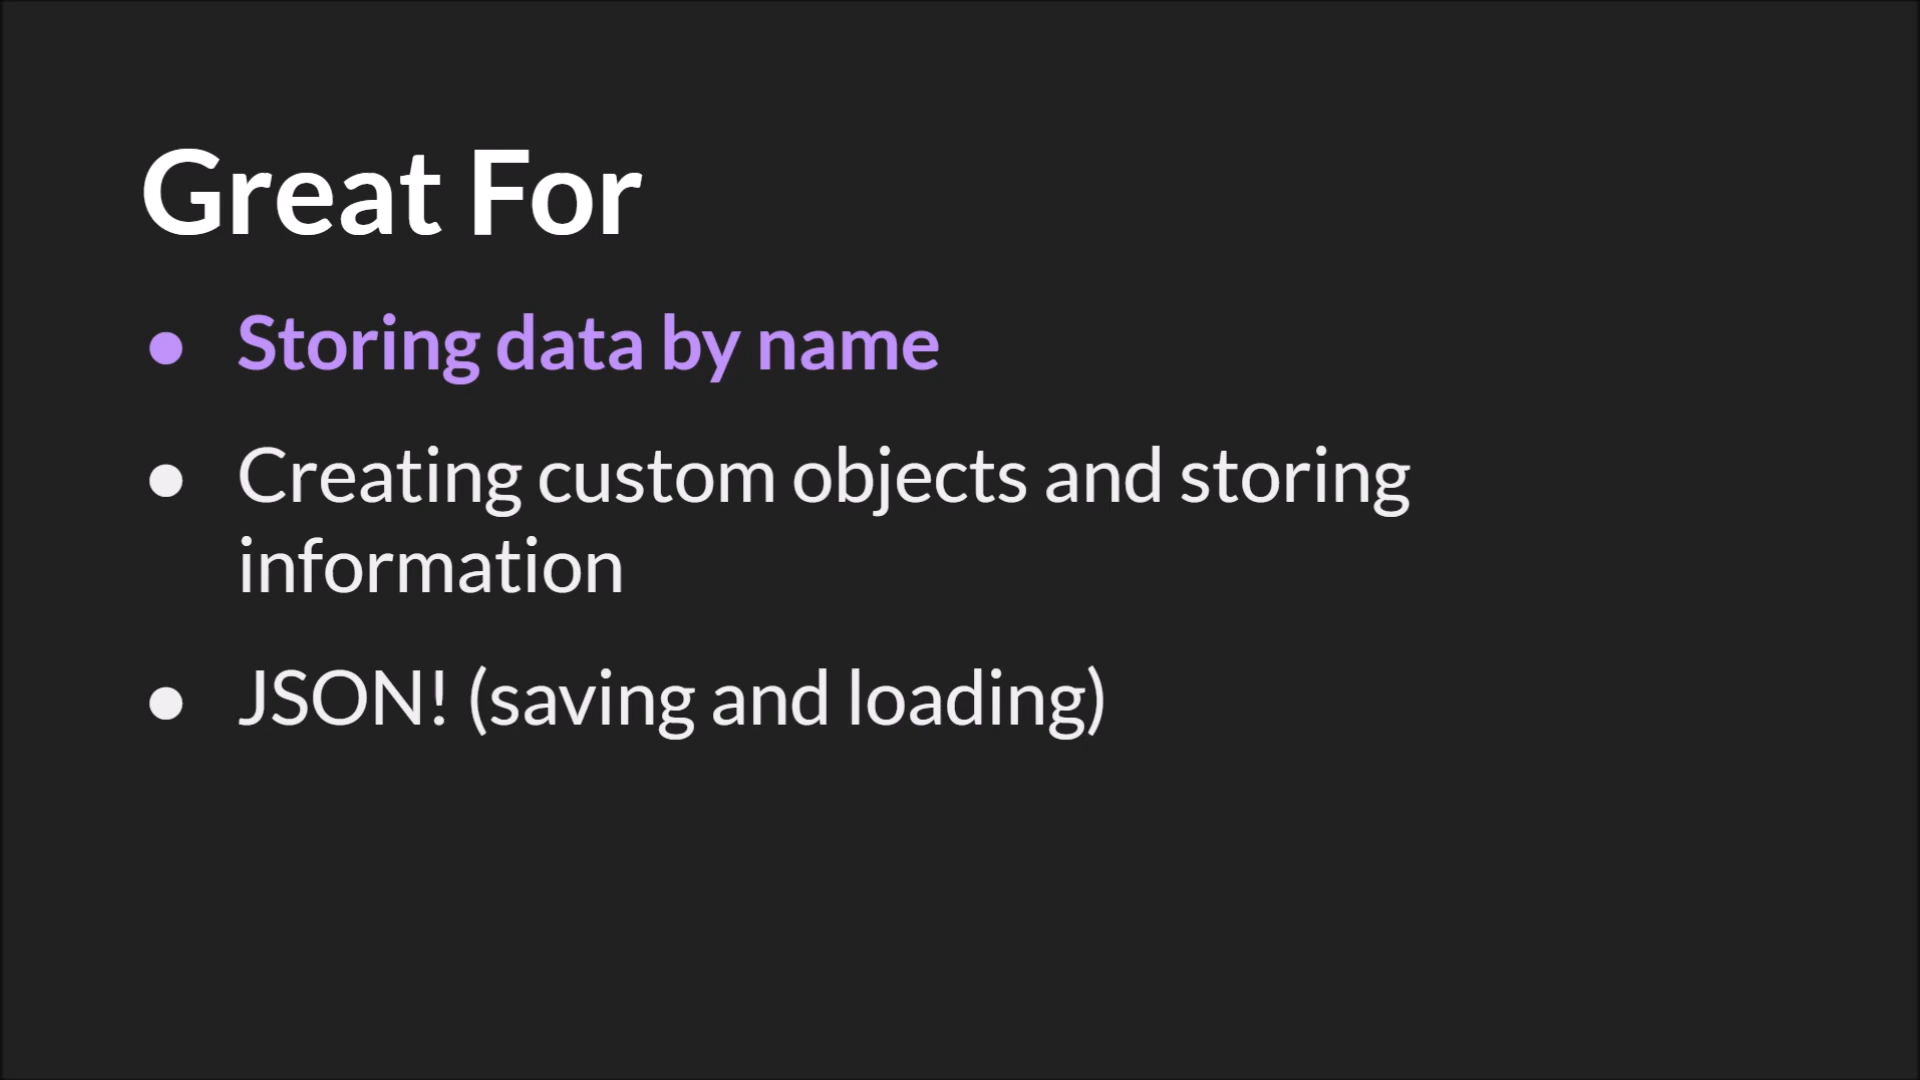 Great For
● Storing data by name
● Creating custom objects and storing
information
● JSON! (saving and loading)